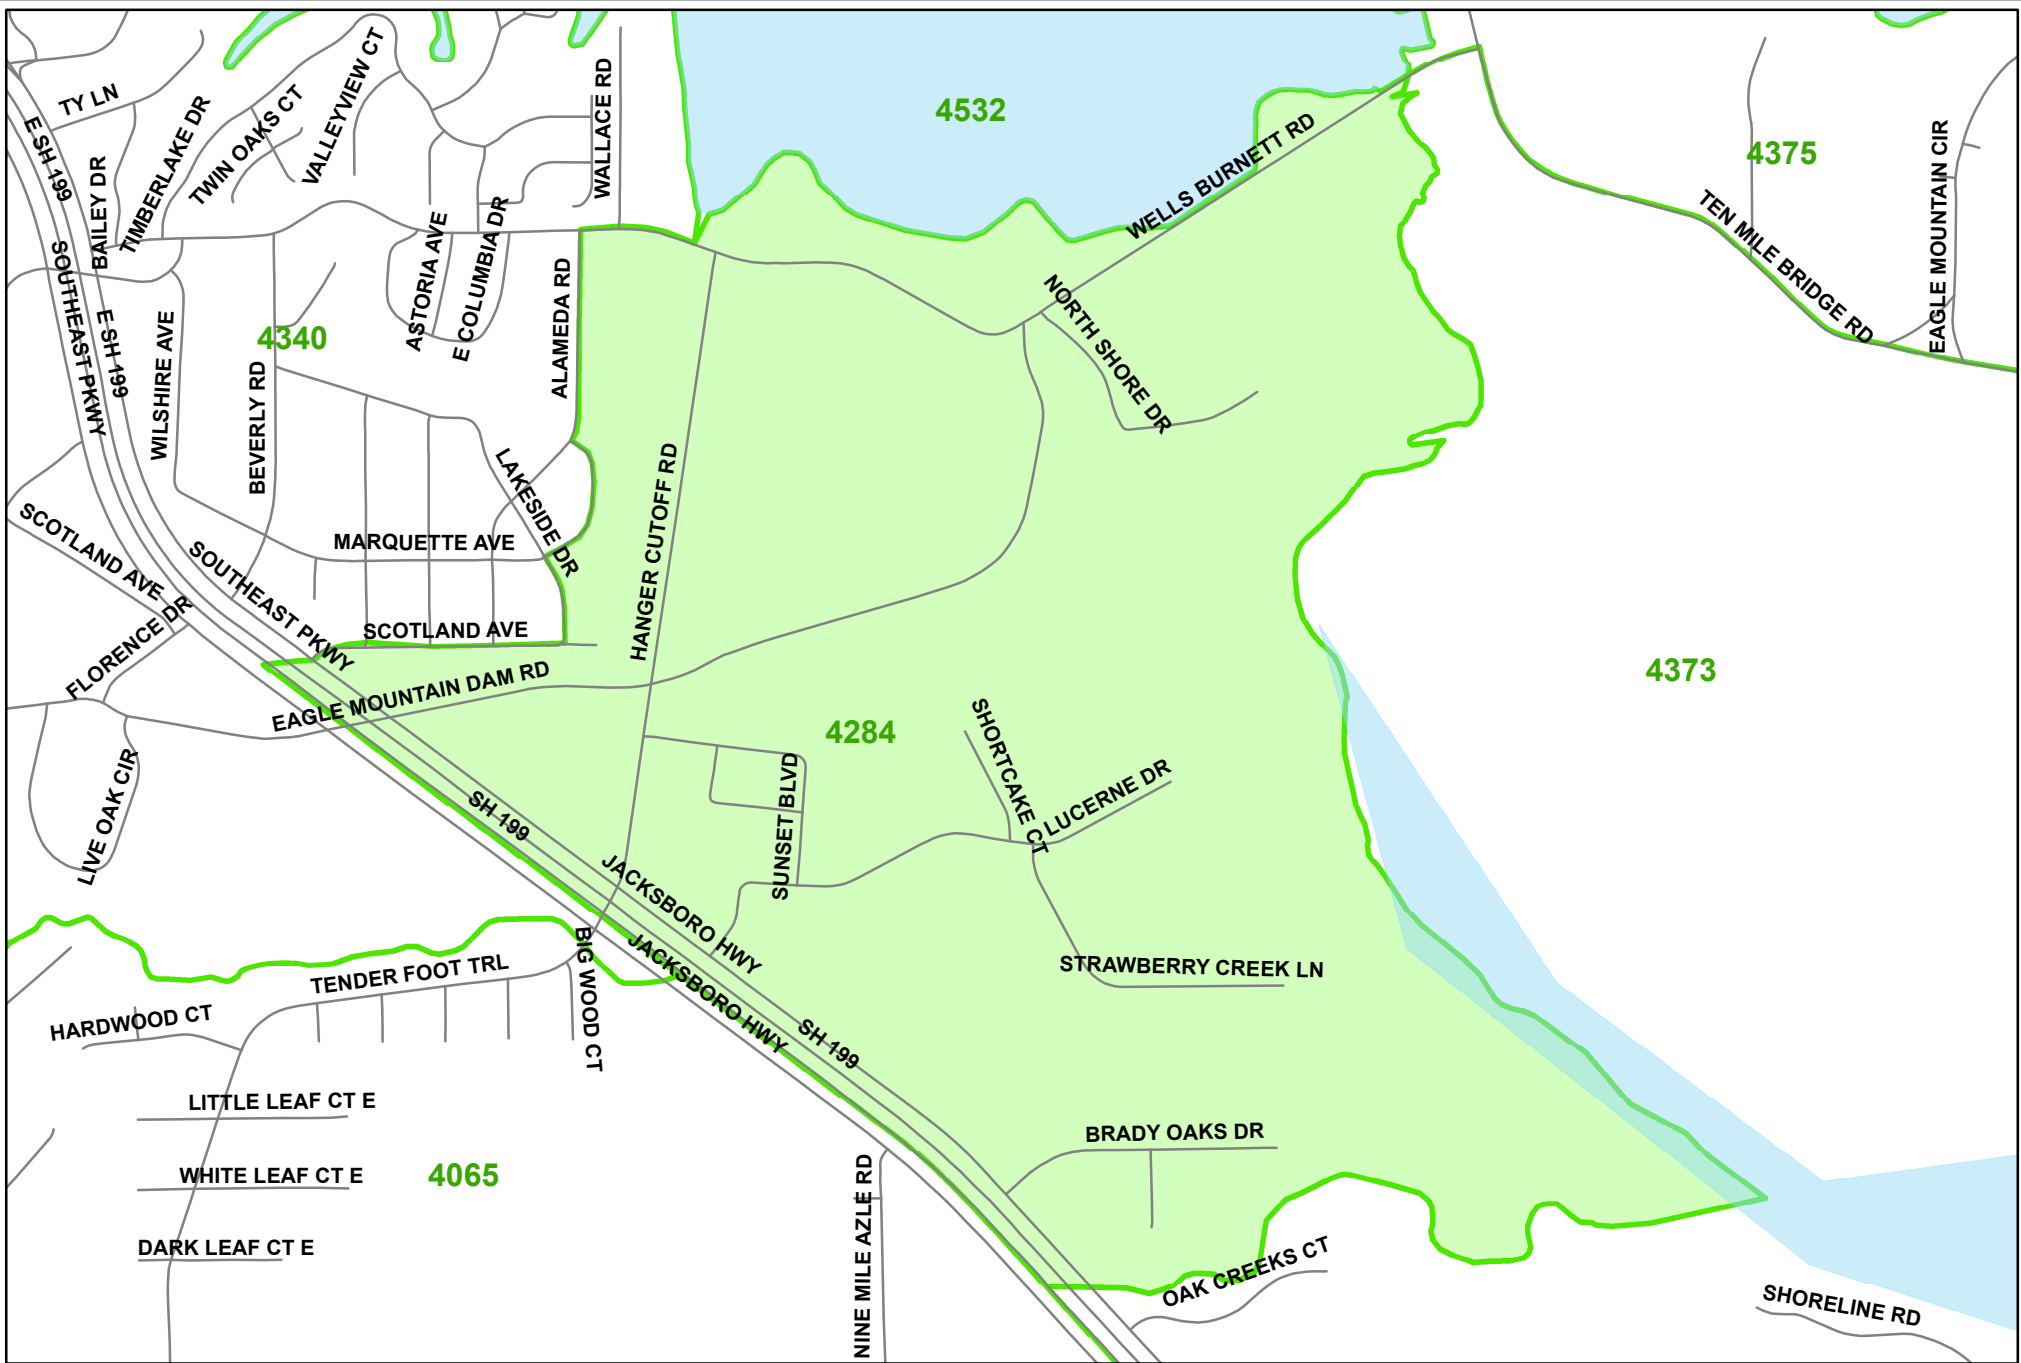 TY LN
E SH 199
BAILEY DR
TIMBERLAKE DR
TWIN OAKS CT
VALLEYVIEW CT
WALLACE RD
4532
WELLS BURNETT RD
4375
EAGLE MOUNTAIN CIR
TEN MILE BRIDGE RD
SOUTHEAST PKWY
E SH 199
WILSHIRE AVE
4340
BEVERLY RD
ASTORIA AVE
E COLUMBIA DR
ALAMEDA RD
NORTH SHORE DR
HANGER CUTOFF RD
LAKESIDE DR
MARQUETTE AVE
SCOTLAND AVE
SOUTHEAST PKWY
FLORENCE DR
SCOTLAND AVE
EAGLE MOUNTAIN DAM RD
4373
4284
SHORTCAKE CT
LUCERNE DR
SUNSET BLVD
LIVE OAK CIR
SH 199
JACKSBORO HWY
JACKSBORO HWY
BIG WOOD CT
TENDER FOOT TRL
HARDWOOD CT
STRAWBERRY CREEK LN
SH 199
LITTLE LEAF CT E
WHITE LEAF CT E
4065
DARK LEAF CT E
BRADY OAKS DR
NINE MILE AZLE RD
OAK CREEKS CT
SHORELINE RD